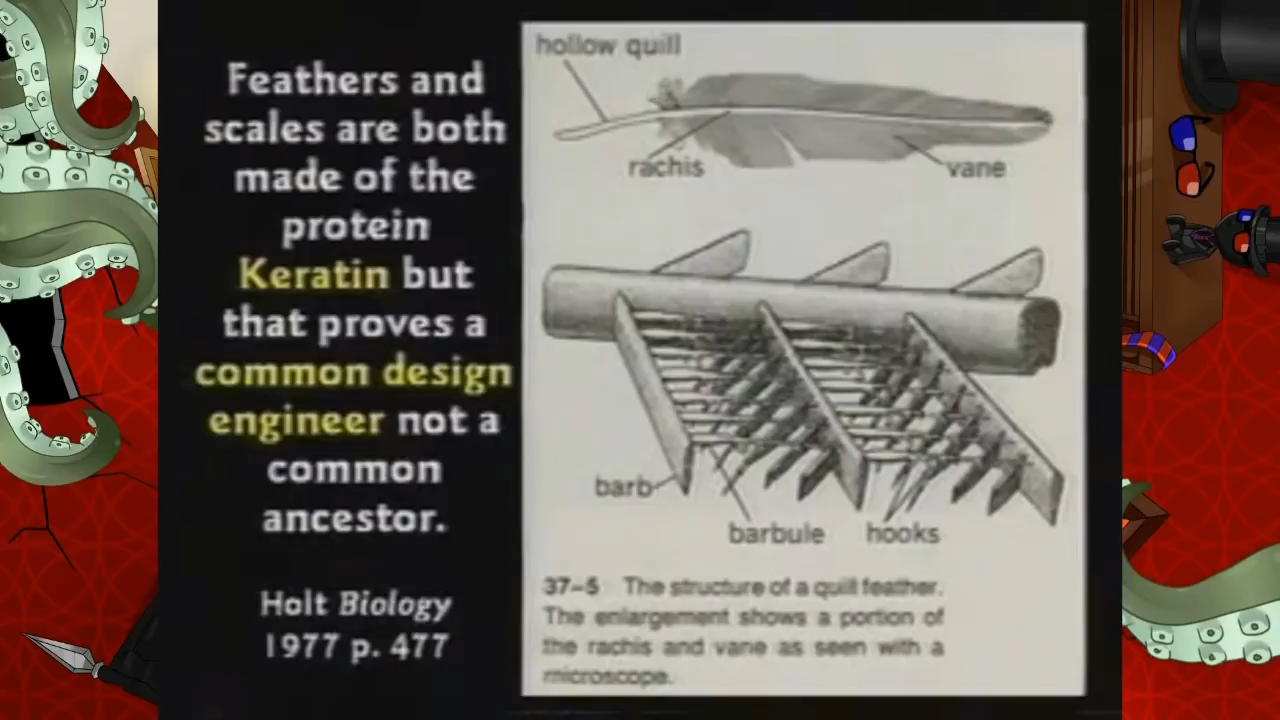 Feathers and
scales are both
made of the
protein
Keratin but
that proves a
common design
engineer not a
common
ancestor.
Holt Biology
1977 p. 477
hollow quill
rachis
vane
barb
barbule
hooks
37–5 The structure of a quill feather.
The enlargement shows a portion of
the rachis and vane as seen with a
microscope.